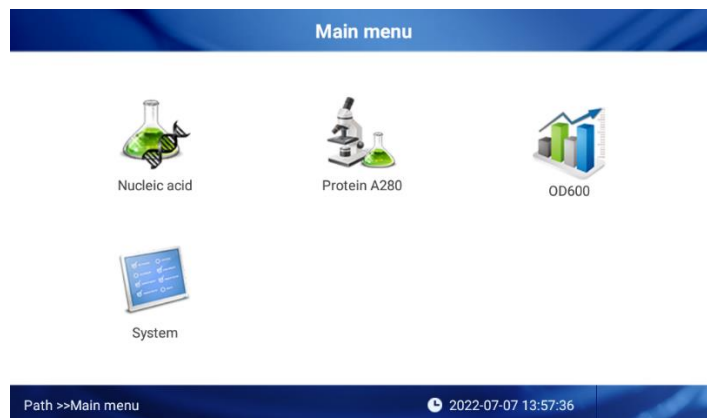 Main menu
Nucleic acid
Protein A280
OD600
System
Path >>Main menu
2022-07-07 13:57:36